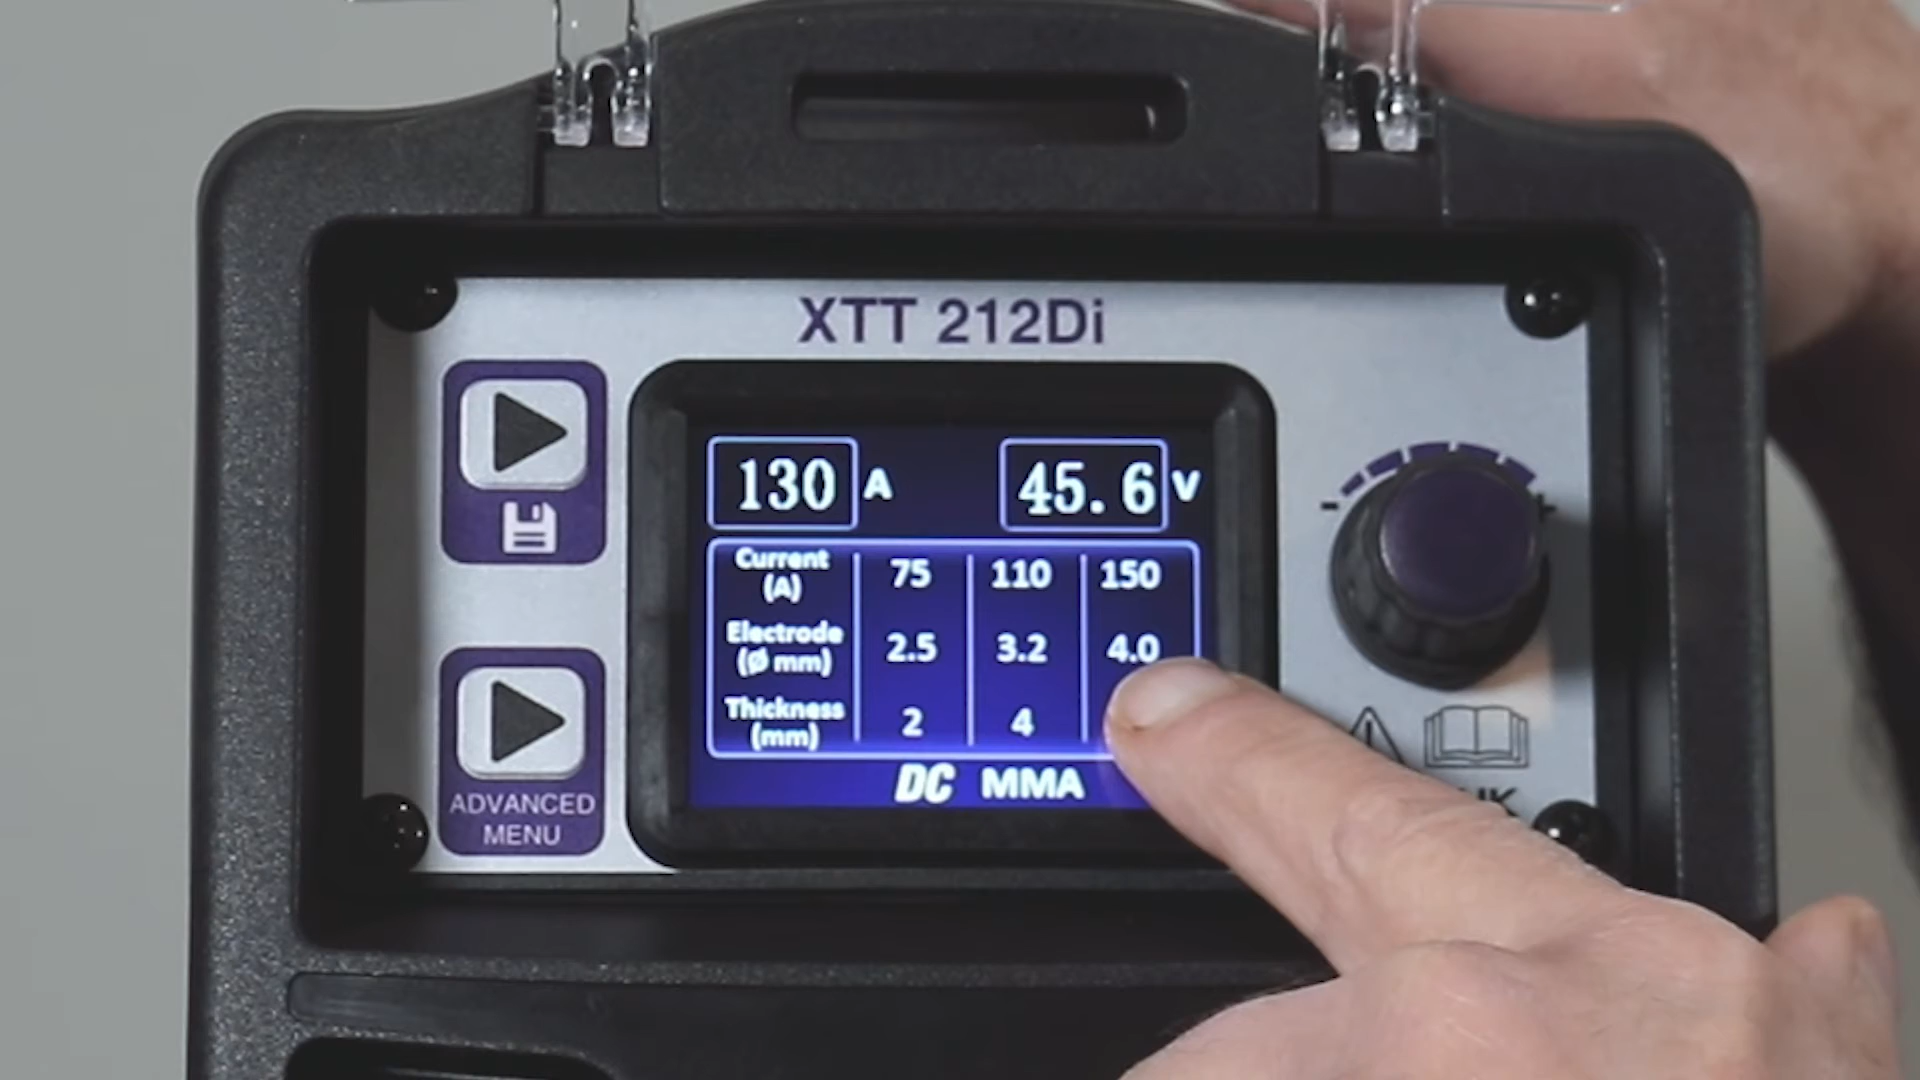 XTT 212Di
130 A 45.6 V
Current (A) 75 110 150
Electrode (Ø mm) 2.5 3.2 4.0
Thickness (mm) 2 4
DC MMA
ADVANCED
MENU